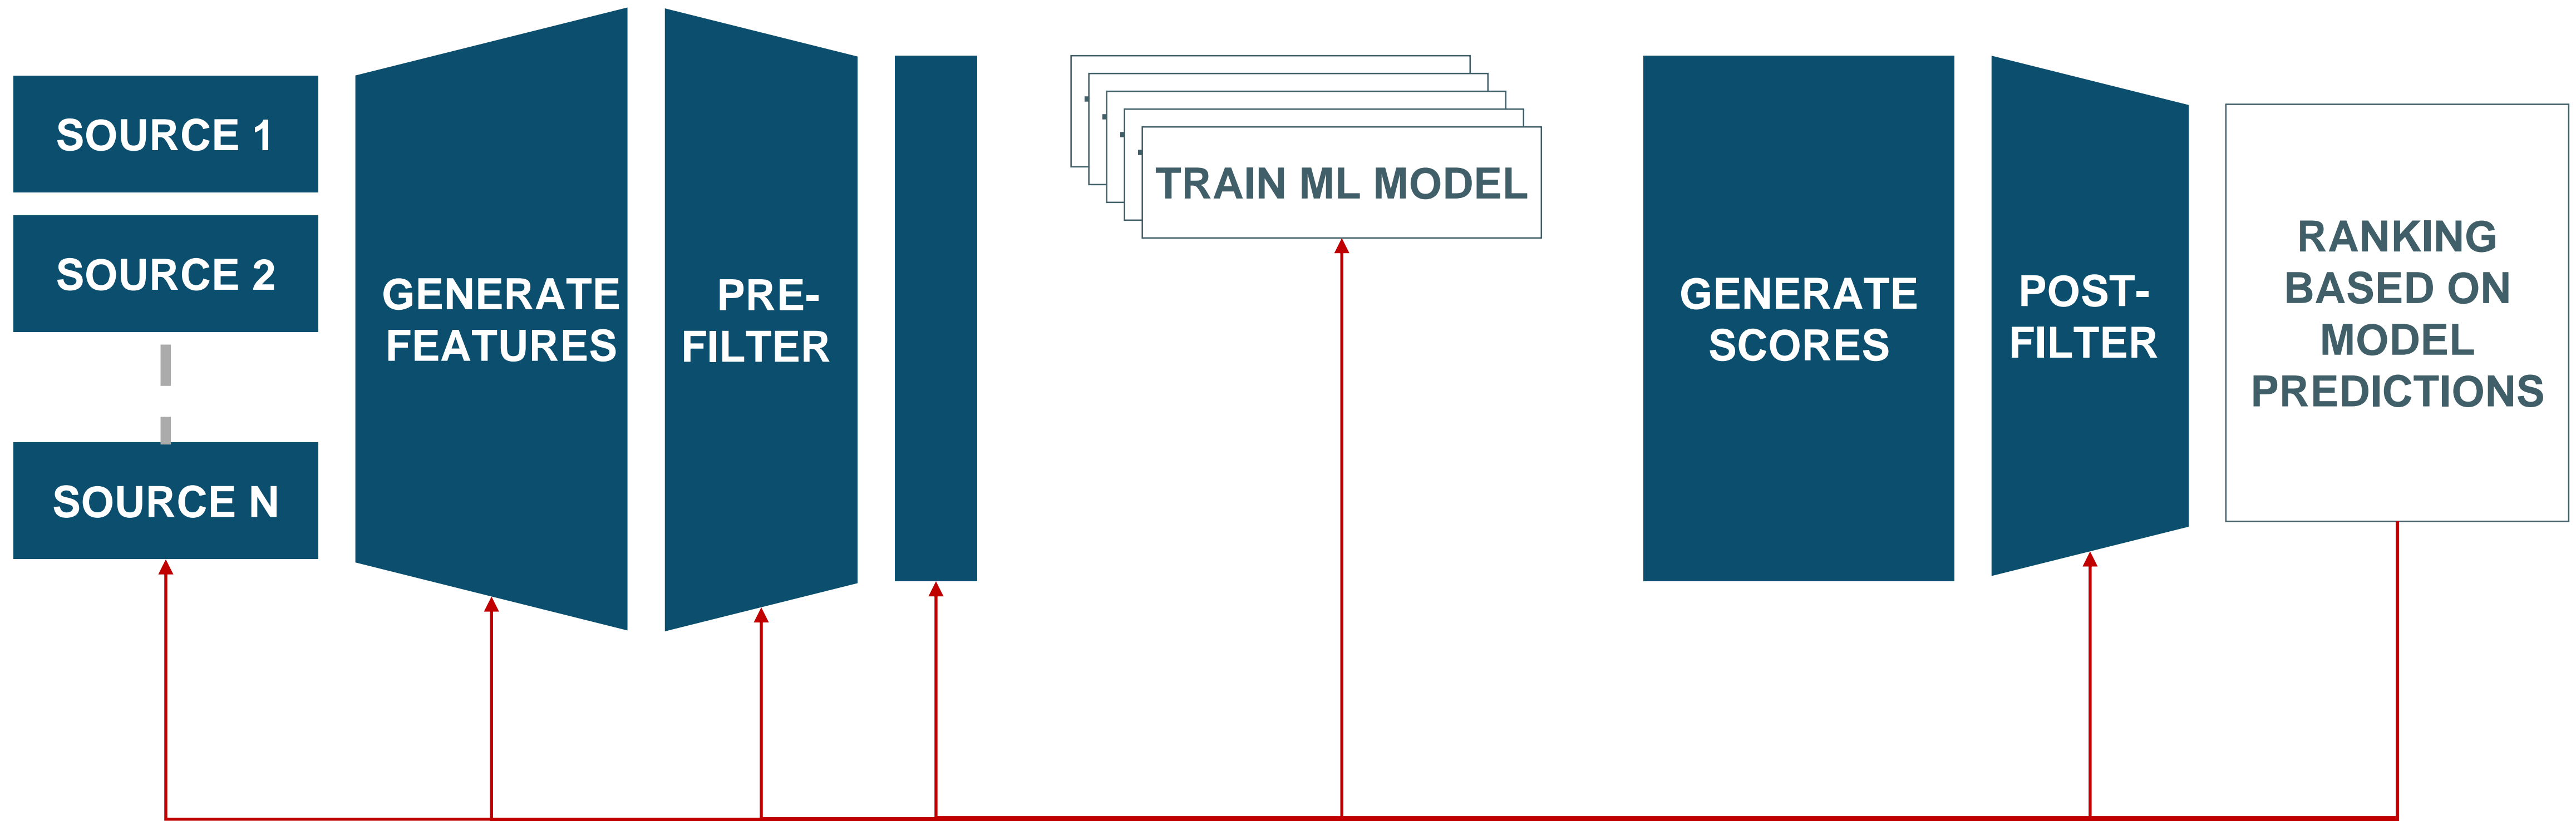 SOURCE 1
SOURCE 2
SOURCE N
GENERATE
FEATURES
PRE-
FILTER
TRAIN ML MODEL
GENERATE
SCORES
POST-
FILTER
RANKING
BASED ON
MODEL
PREDICTIONS